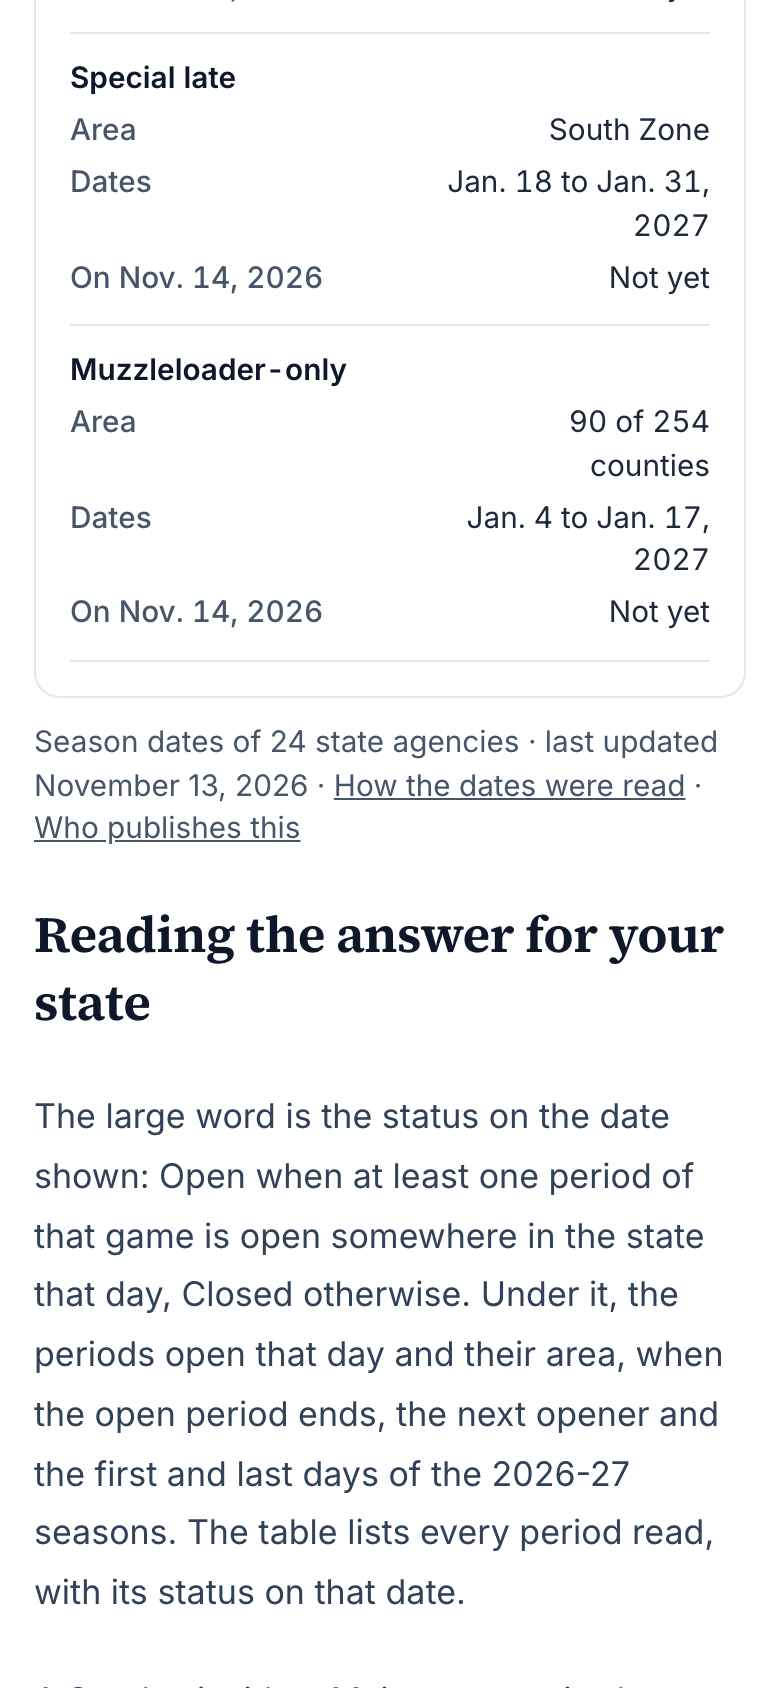 Special late
Area South Zone
Dates Jan. 18 to Jan. 31,
2027
On Nov. 14, 2026 Not yet
Muzzleloader-only
Area 90 of 254
counties
Dates Jan. 4 to Jan. 17,
2027
On Nov. 14, 2026 Not yet
Season dates of 24 state agencies · last updated
November 13, 2026 · How the dates were read ·
Who publishes this
Reading the answer for your
state
The large word is the status on the date
shown: Open when at least one period of
that game is open somewhere in the state
that day, Closed otherwise. Under it, the
periods open that day and their area, when
the open period ends, the next opener and
the first and last days of the 2026-27
seasons. The table lists every period read,
with its status on that date.